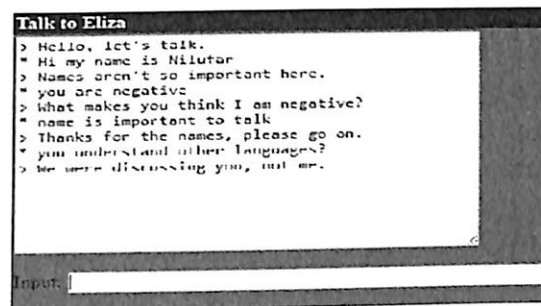 Talk to Eliza
> Hello, let's talk.
* Hi my name is Nilufar
> Names aren't so important here.
* you are negative
> What makes you think I am negative?
* name is important to talk
> Thanks for the names, please go on.
* you understand other languages?
> We were discussing you, not me.
Input: